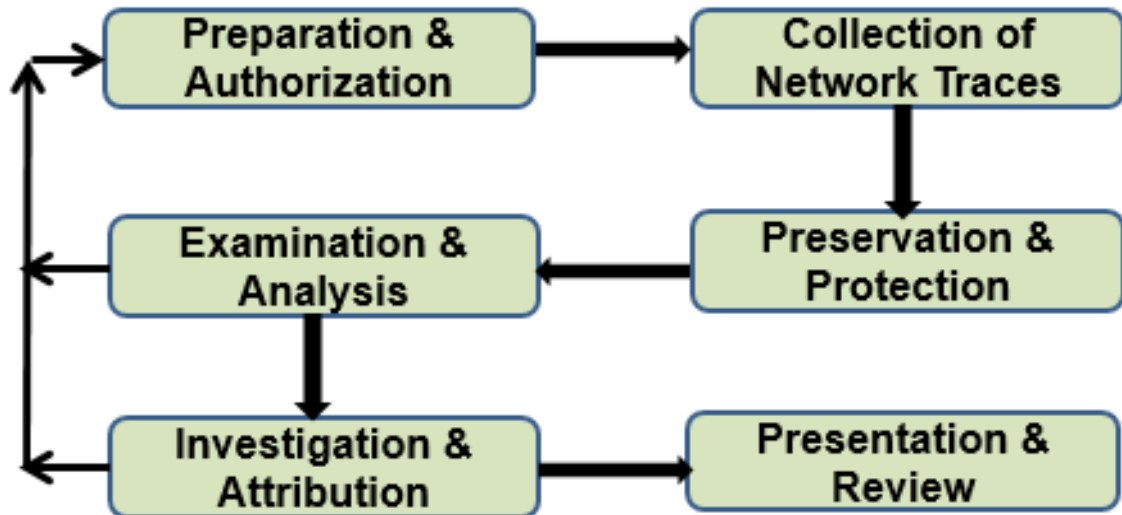 Preparation &
Authorization
Collection of
Network Traces
Preservation &
Protection
Examination &
Analysis
Investigation &
Attribution
Presentation &
Review